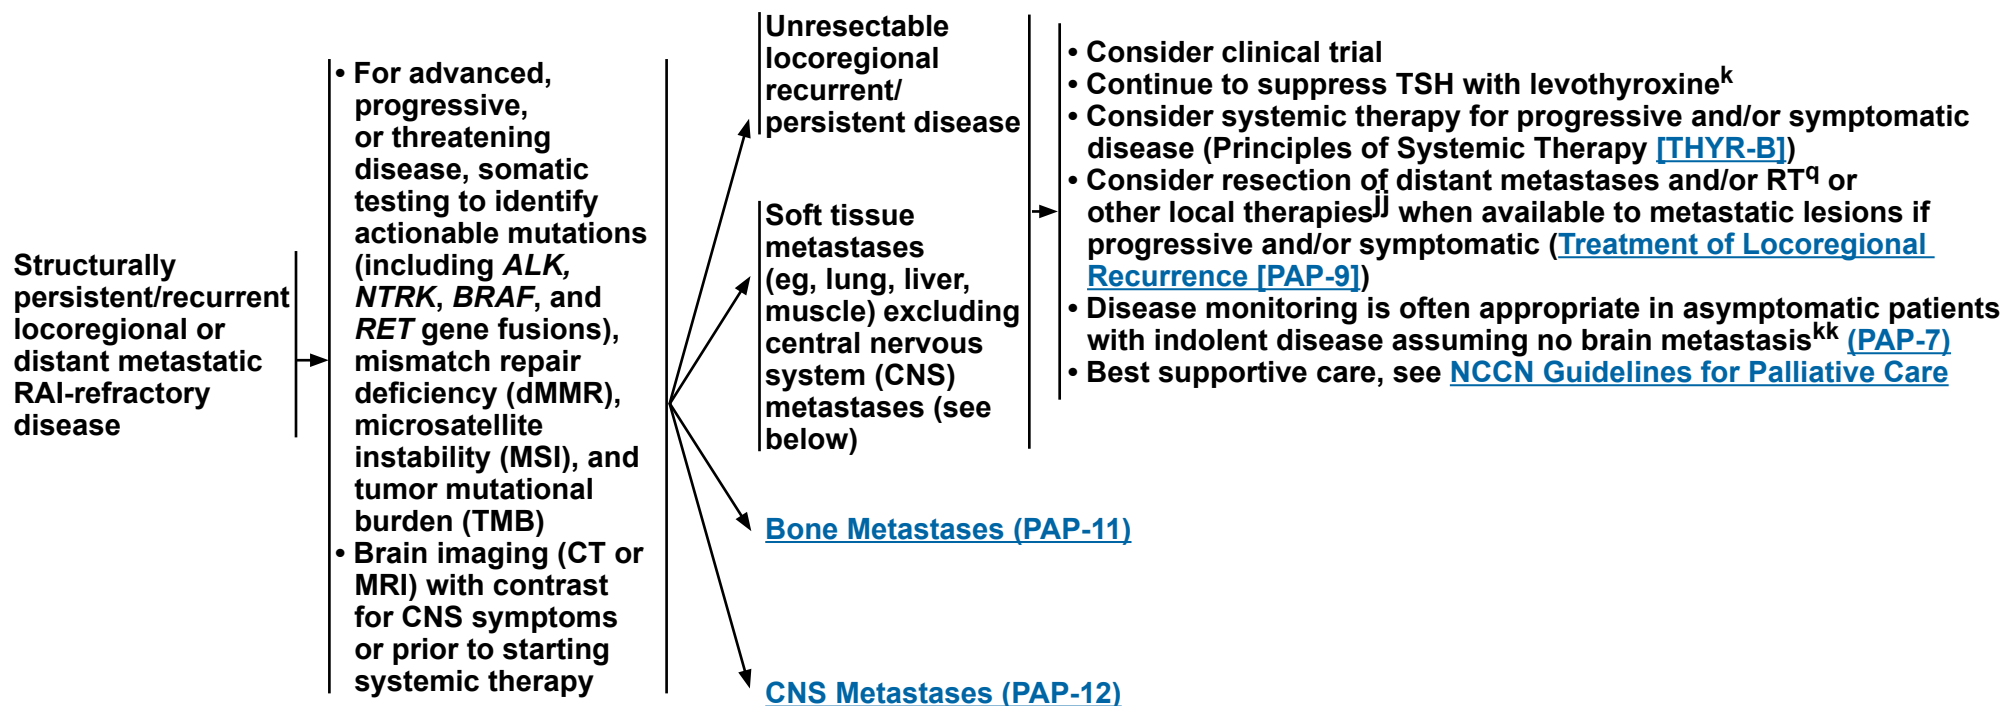 Structurally
persistent/recurrent
locoregional or
distant metastatic
RAI-refractory
disease
• For advanced,
progressive,
or threatening
disease, somatic
testing to identify
actionable mutations
(including ALK,
NTRK, BRAF, and
RET gene fusions),
mismatch repair
deficiency (dMMR),
microsatellite
instability (MSI), and
tumor mutational
burden (TMB)
• Brain imaging (CT or
MRI) with contrast
for CNS symptoms
or prior to starting
systemic therapy
Unresectable
locoregional
recurrent/
persistent disease
Soft tissue
metastases
(eg, lung, liver,
muscle) excluding
central nervous
system (CNS)
metastases (see
below)
Bone Metastases (PAP-11)
CNS Metastases (PAP-12)
• Consider clinical trial
• Continue to suppress TSH with levothyroxinek
• Consider systemic therapy for progressive and/or symptomatic
disease (Principles of Systemic Therapy [THYR-B])
• Consider resection of distant metastases and/or RTq or
other local therapiesjj when available to metastatic lesions if
progressive and/or symptomatic (Treatment of Locoregional
Recurrence [PAP-9])
• Disease monitoring is often appropriate in asymptomatic patients
with indolent disease assuming no brain metastasiskk (PAP-7)
• Best supportive care, see NCCN Guidelines for Palliative Care